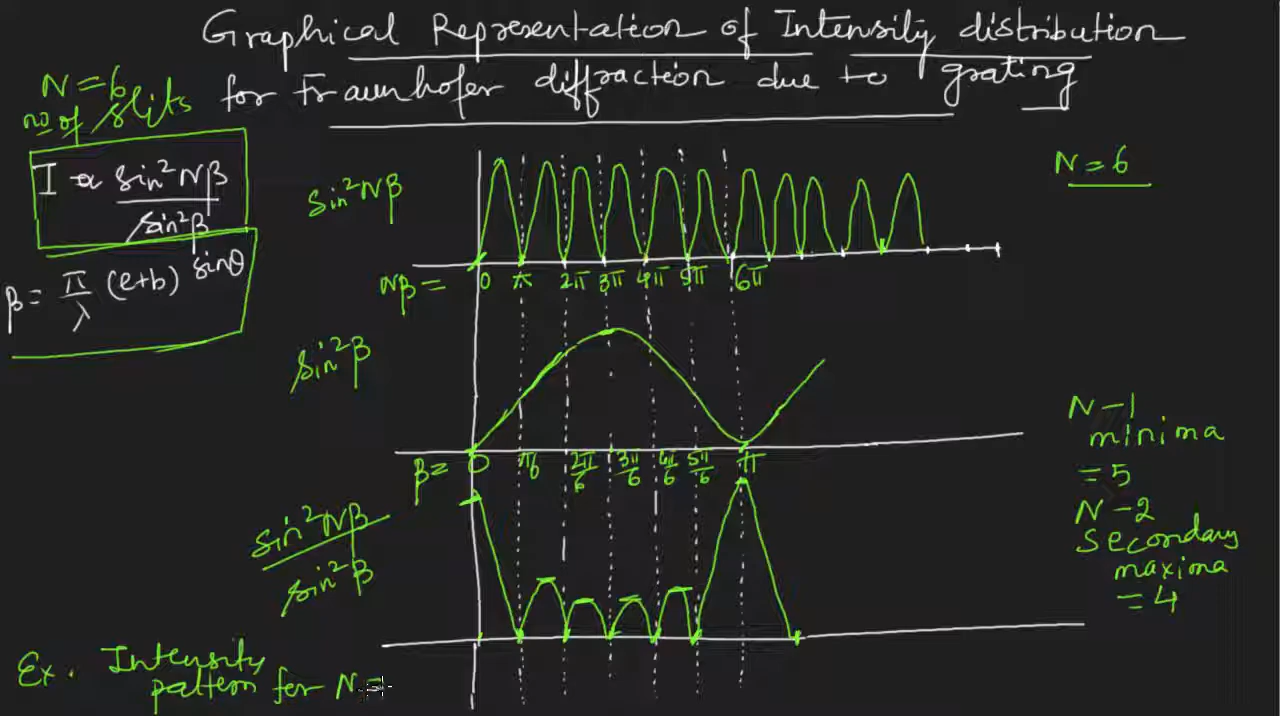 Graphical Representation of Intensity distribution
for Fraunhofer diffraction due to grating
N = 6
no of slits
I α sin²Nβ / sin²β
β = π/λ (e+b) sinθ
N = 6
sin²Nβ
Nβ = 0 π 2π 3π 4π 5π 6π
sin²β
β = 0 π/6 2π/6 3π/6 4π/6 5π/6 π
sin²Nβ / sin²β
N-1
minima
= 5
N-2
Secondary
maxima
= 4
Ex. Intensity
pattern for N =